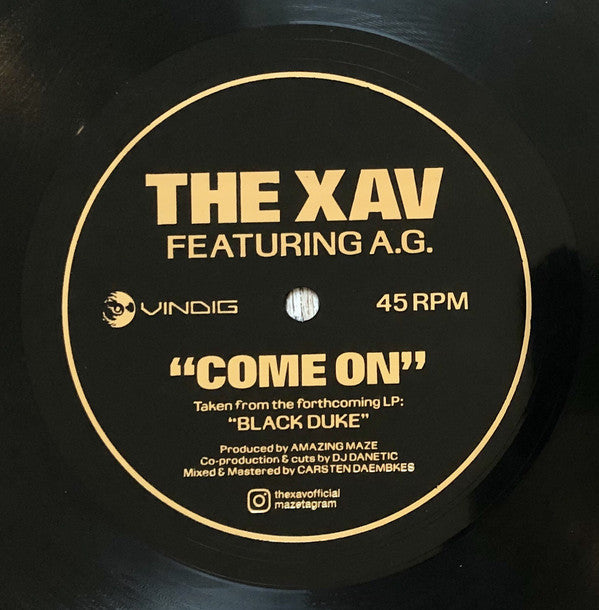 THE XAV
FEATURING A.G.
VINDIG
45 RPM
“COME ON”
Taken from the forthcoming LP:
“BLACK DUKE”
Produced by AMAZING MAZE
Co-production & cuts by DJ DANETIC
Mixed & Mastered by CARSTEN DAEMBKES
thexavofficial
mazetagram